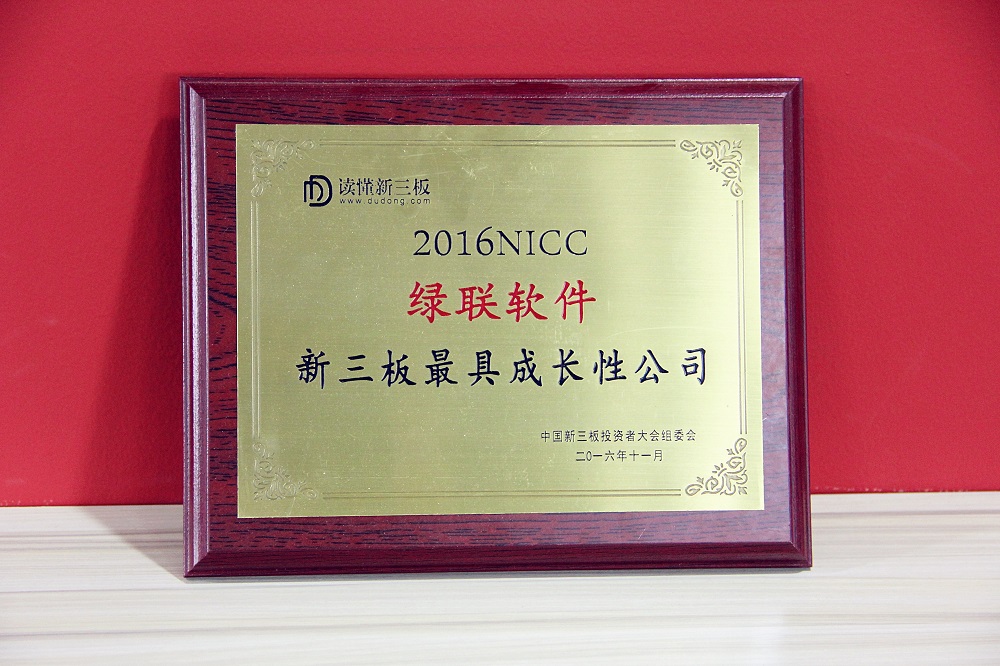 读懂新三板
www.dudong.com
2016NICC
绿联软件
新三板最具成长性公司
中国新三板投资者大会组委会
二〇一六年十一月